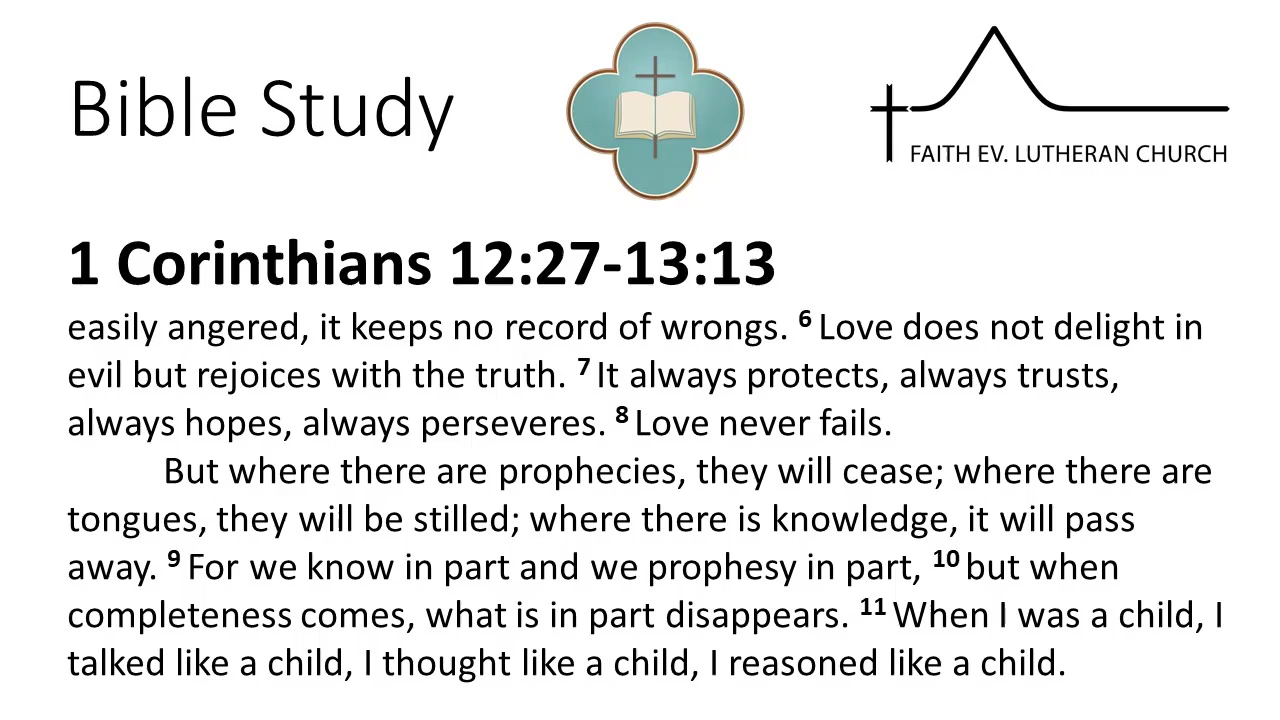 Bible Study
FAITH EV. LUTHERAN CHURCH
1 Corinthians 12:27-13:13
easily angered, it keeps no record of wrongs. 6 Love does not delight in
evil but rejoices with the truth. 7 It always protects, always trusts,
always hopes, always perseveres. 8 Love never fails.
But where there are prophecies, they will cease; where there are
tongues, they will be stilled; where there is knowledge, it will pass
away. 9 For we know in part and we prophesy in part, 10 but when
completeness comes, what is in part disappears. 11 When I was a child, I
talked like a child, I thought like a child, I reasoned like a child.